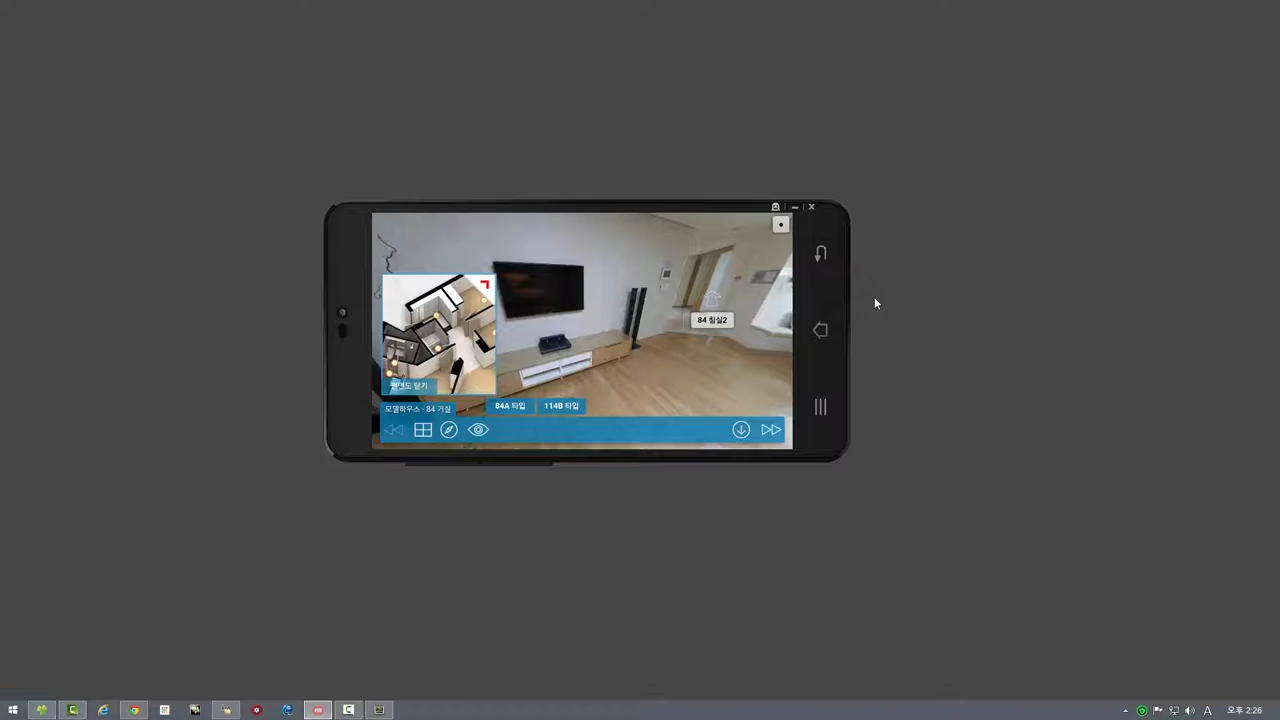 84 침실2
평면도 닫기
모델하우스 - 84 거실
84A 타입
114B 타입
A
오후 2:26